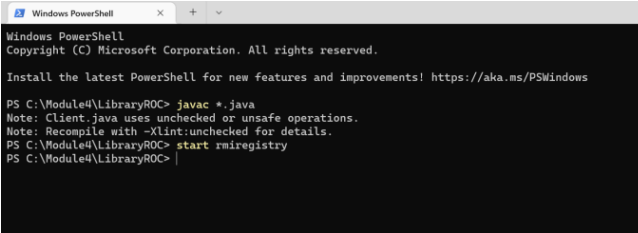 Windows PowerShell
Windows PowerShell
Copyright (C) Microsoft Corporation. All rights reserved.
Install the latest PowerShell for new features and improvements! https://aka.ms/PSWindows
PS C:\Module4\LibraryROC> javac *.java
Note: Client.java uses unchecked or unsafe operations.
Note: Recompile with -Xlint:unchecked for details.
PS C:\Module4\LibraryROC> start rmiregistry
PS C:\Module4\LibraryROC>